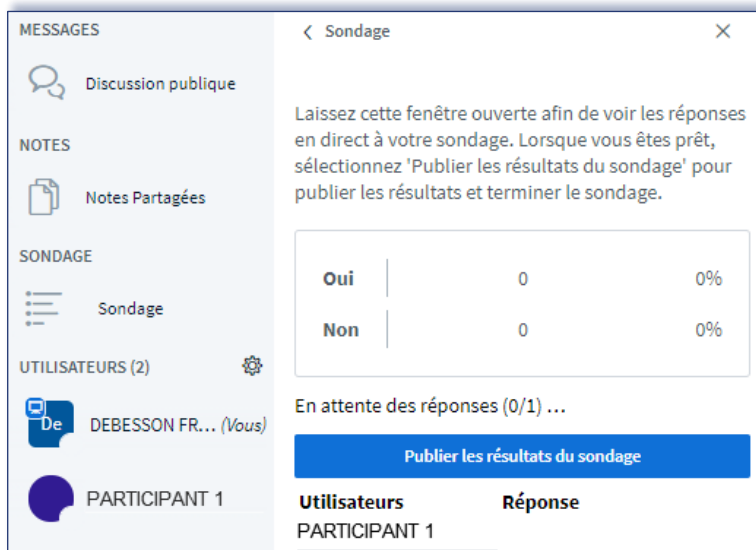 MESSAGES
Discussion publique
NOTES
Notes Partagées
SONDAGE
Sondage
UTILISATEURS (2)
De
DEBESSON FR... (Vous)
PARTICIPANT 1
Sondage
Laissez cette fenêtre ouverte afin de voir les réponses
en direct à votre sondage. Lorsque vous êtes prêt,
sélectionnez 'Publier les résultats du sondage' pour
publier les résultats et terminer le sondage.
Oui 0 0%
Non 0 0%
En attente des réponses (0/1) ...
Publier les résultats du sondage
Utilisateurs Réponse
PARTICIPANT 1